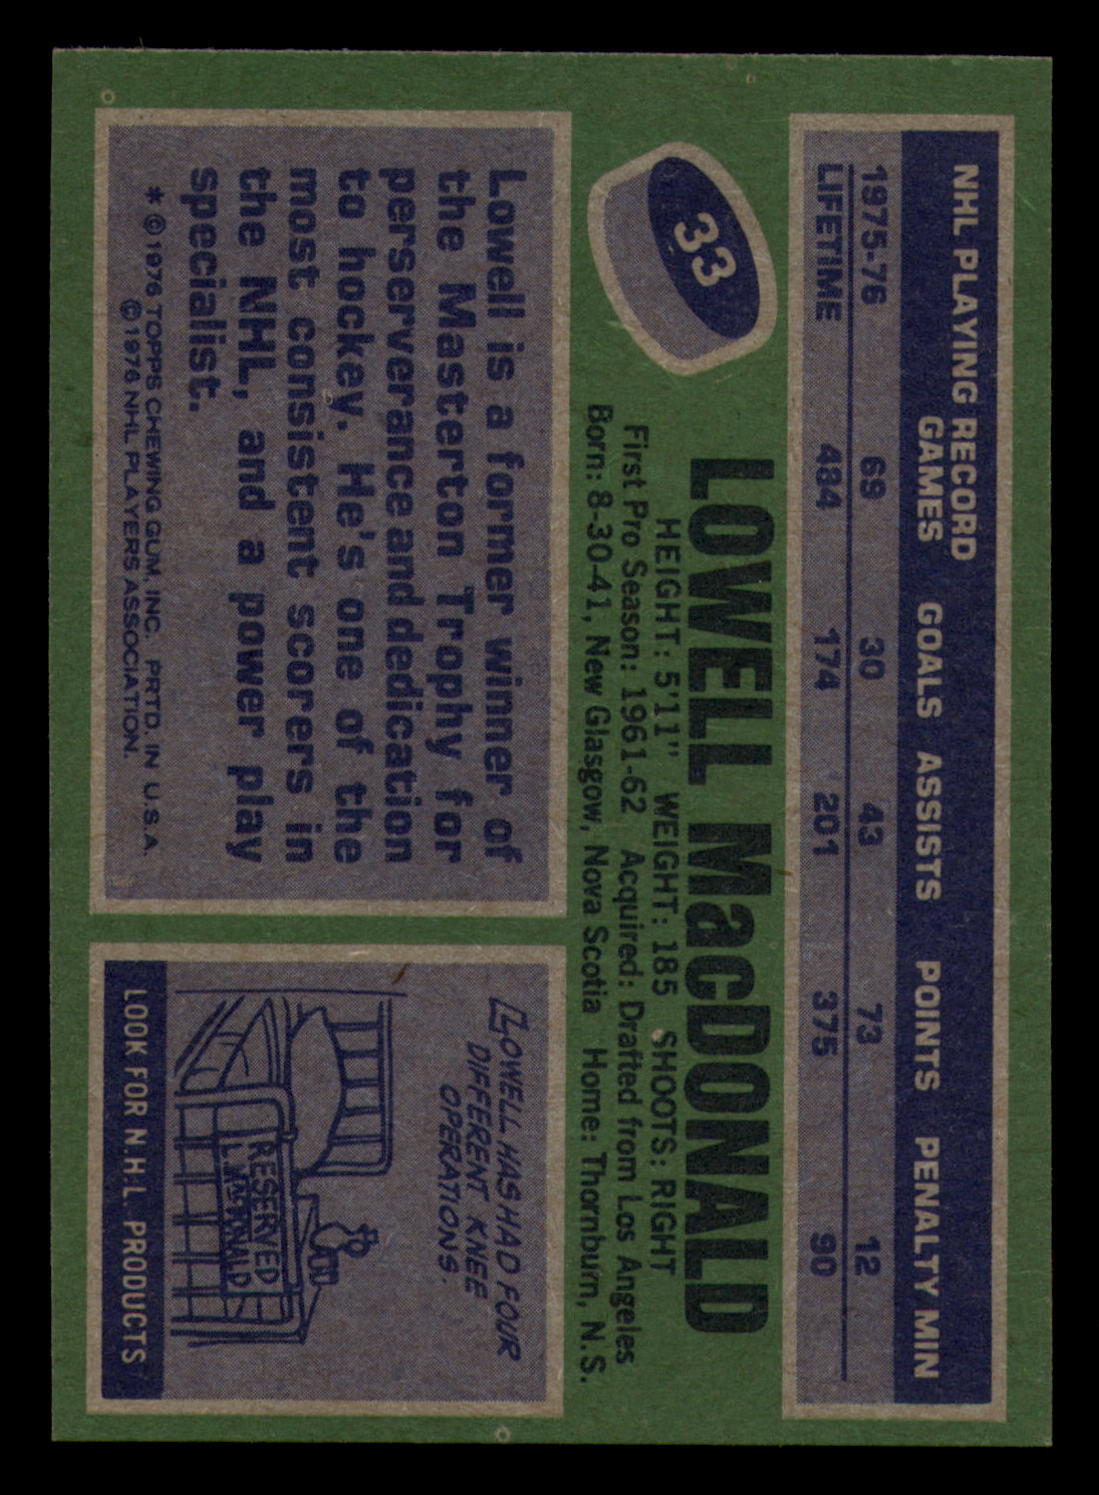 NHL PLAYING RECORD
GAMES GOALS ASSISTS POINTS PENALTY MIN
1975-76 69 30 43 73 12
LIFETIME 484 174 201 375 90
33
LOWELL MacDONALD
HEIGHT: 5'11" WEIGHT: 185 SHOOTS: RIGHT
First Pro Season: 1961-62 Acquired: Drafted from Los Angeles
Born: 8-30-41, New Glasgow, Nova Scotia Home: Thornburn, N.S.
Lowell is a former winner of
the Masterton Trophy for
perserverance and dedication
to hockey. He's one of the
most consistent scorers in
the NHL, and a power play
specialist.
* © 1976 TOPPS CHEWING GUM, INC. PRTD. IN U.S.A.
© 1976 NHL PLAYERS ASSOCIATION.
LOWELL HAS HAD FOUR
DIFFERENT KNEE
OPERATIONS.
RESERVED
L. MacDONALD
LOOK FOR N.H.L. PRODUCTS